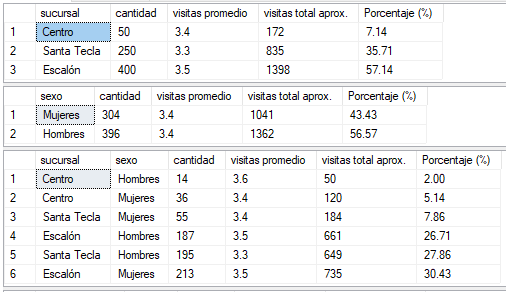 sucursal cantidad visitas promedio visitas total aprox. Porcentaje (%)
1 Centro 50 3.4 172 7.14
2 Santa Tecla 250 3.3 835 35.71
3 Escalón 400 3.5 1398 57.14
sexo cantidad visitas promedio visitas total aprox. Porcentaje (%)
1 Mujeres 304 3.4 1041 43.43
2 Hombres 396 3.4 1362 56.57
sucursal sexo cantidad visitas promedio visitas total aprox. Porcentaje (%)
1 Centro Hombres 14 3.6 50 2.00
2 Centro Mujeres 36 3.4 120 5.14
3 Santa Tecla Mujeres 55 3.4 184 7.86
4 Escalón Hombres 187 3.5 661 26.71
5 Santa Tecla Hombres 195 3.3 649 27.86
6 Escalón Mujeres 213 3.5 735 30.43